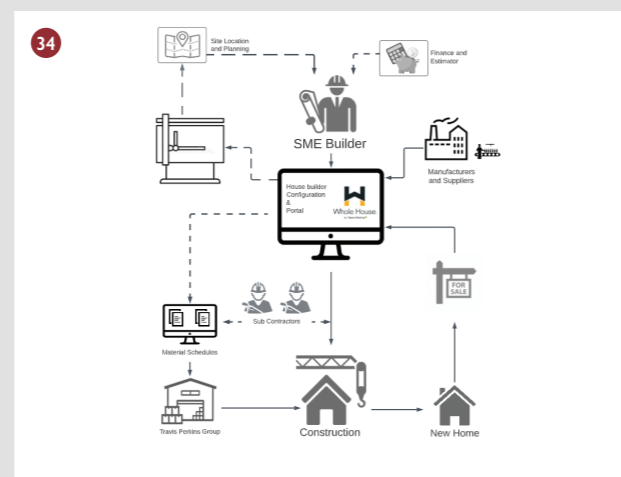 34
Site Location
and Planning
Finance and
Estimator
SME Builder
House builder
Configuration
&
Portal
Whole House
Manufacturers
and Suppliers
FOR
SALE
Sub Contractors
Material Schedules
Travis Perkins Group
Construction
New Home